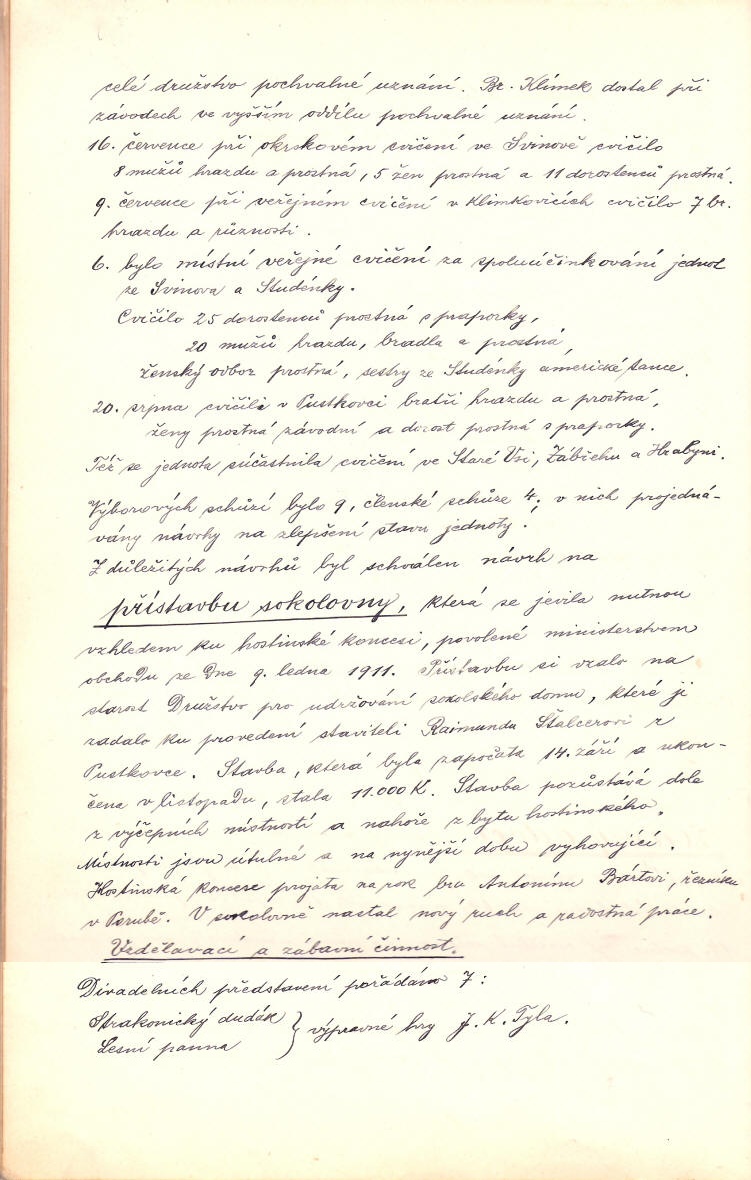 celé družstvo pochvalné uznání. Br. Klimek dostal při
závodech ve vyšším oddílu pochvalné uznání.
16. července při okrskovém cvičení ve Svinově cvičilo
8 mužů hrazdu a prostná, 5 žen prostná a 11 dorostenců prostná.
9. července při veřejném cvičení v Klimkovicích cvičilo 7 br.
hrazdu a různosti.
6. bylo místní veřejné cvičení za spoluúčinkování jednot
ze Svinova a Studénky.
Cvičilo 25 dorostenců prostná s praporky,
20 mužů hrazdu, bradla a prostná,
ženský odbor prostná, sestry ze Studénky americké tance.
20. srpna cvičili v Pustkovci bratři hrazdu a prostná,
ženy prostná závodní a dorost prostná s praporky.
Též se jednota súčastnila cvičení ve Staré Vsi, Zábřehu a Hrabyni.
Výborových schůzí bylo 9, členské schůze 4; v nich projedná-
vány návrhy na zlepšení stavu jednoty.
Z důležitých návrhů byl schválen návrh na
přístavbu sokolovny, která se jevila nutnou
vzhledem ku hostinské koncesi, povolené ministerstvem
obchodu ze dne 9. ledna 1911. Přístavbu si vzalo na
starost Družstvo pro udržování sokolského domu, které ji
zadalo ku provedení staviteli Raimundu Štalcerovi z
Pustkovce. Stavba, která byla započata 14. září a ukon-
čena v listopadu, stála 11.000 K. Stavba pozůstává dole
z výčepních místností a nahoře z bytu hostinského.
Místnosti jsou útulné a na nynější dobu vyhovující.
Hostinská koncese projata na rok bru Antonínu Bártovi, řezníku
v Porubě. V sokolovně nastal nový ruch a radostná práce.
Vzdělavací a zábavní činnost.
Divadelních představení pořádáno 7:
Strakonický dudák } výpravné hry J. K. Tyla.
Lesní panna